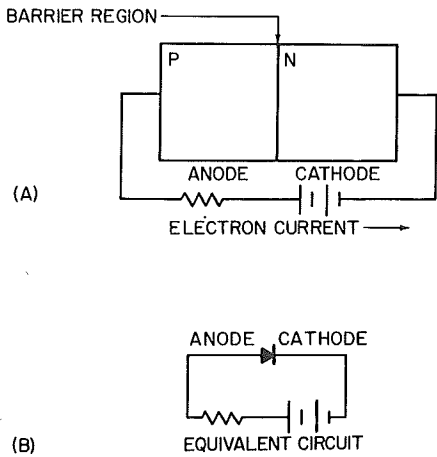 BARRIER REGION
P N
ANODE CATHODE
(A)
ELECTRON CURRENT
ANODE CATHODE
(B)
EQUIVALENT CIRCUIT